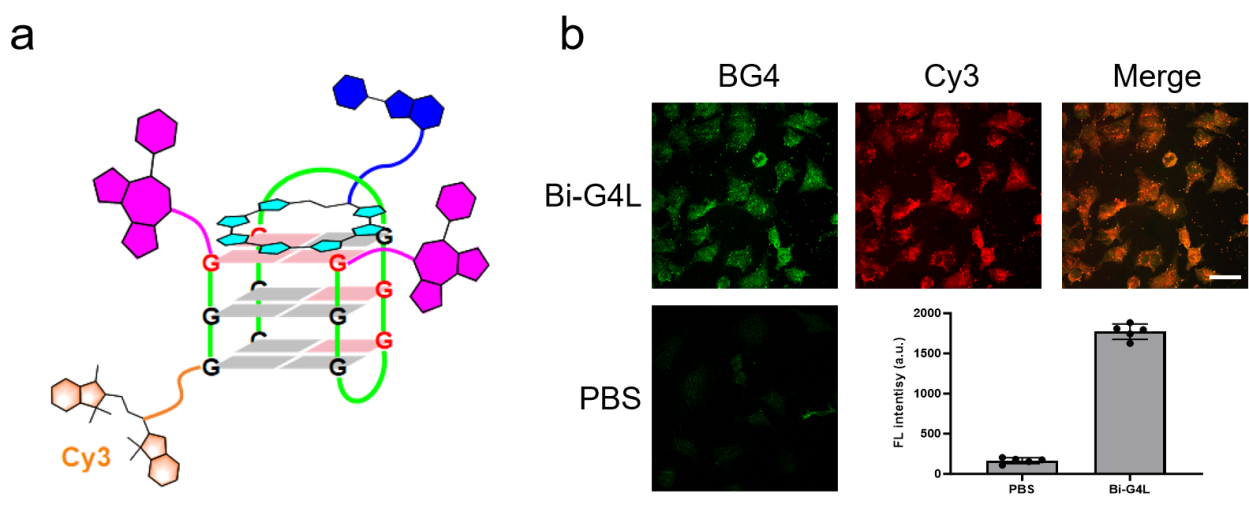 a
b
BG4
Cy3
Merge
Bi-G4L
PBS
G
G
G
G
G
G
G
G
G
Cy3
FL intentisy (a.u.)
2000
1500
1000
500
0
PBS
Bi-G4L